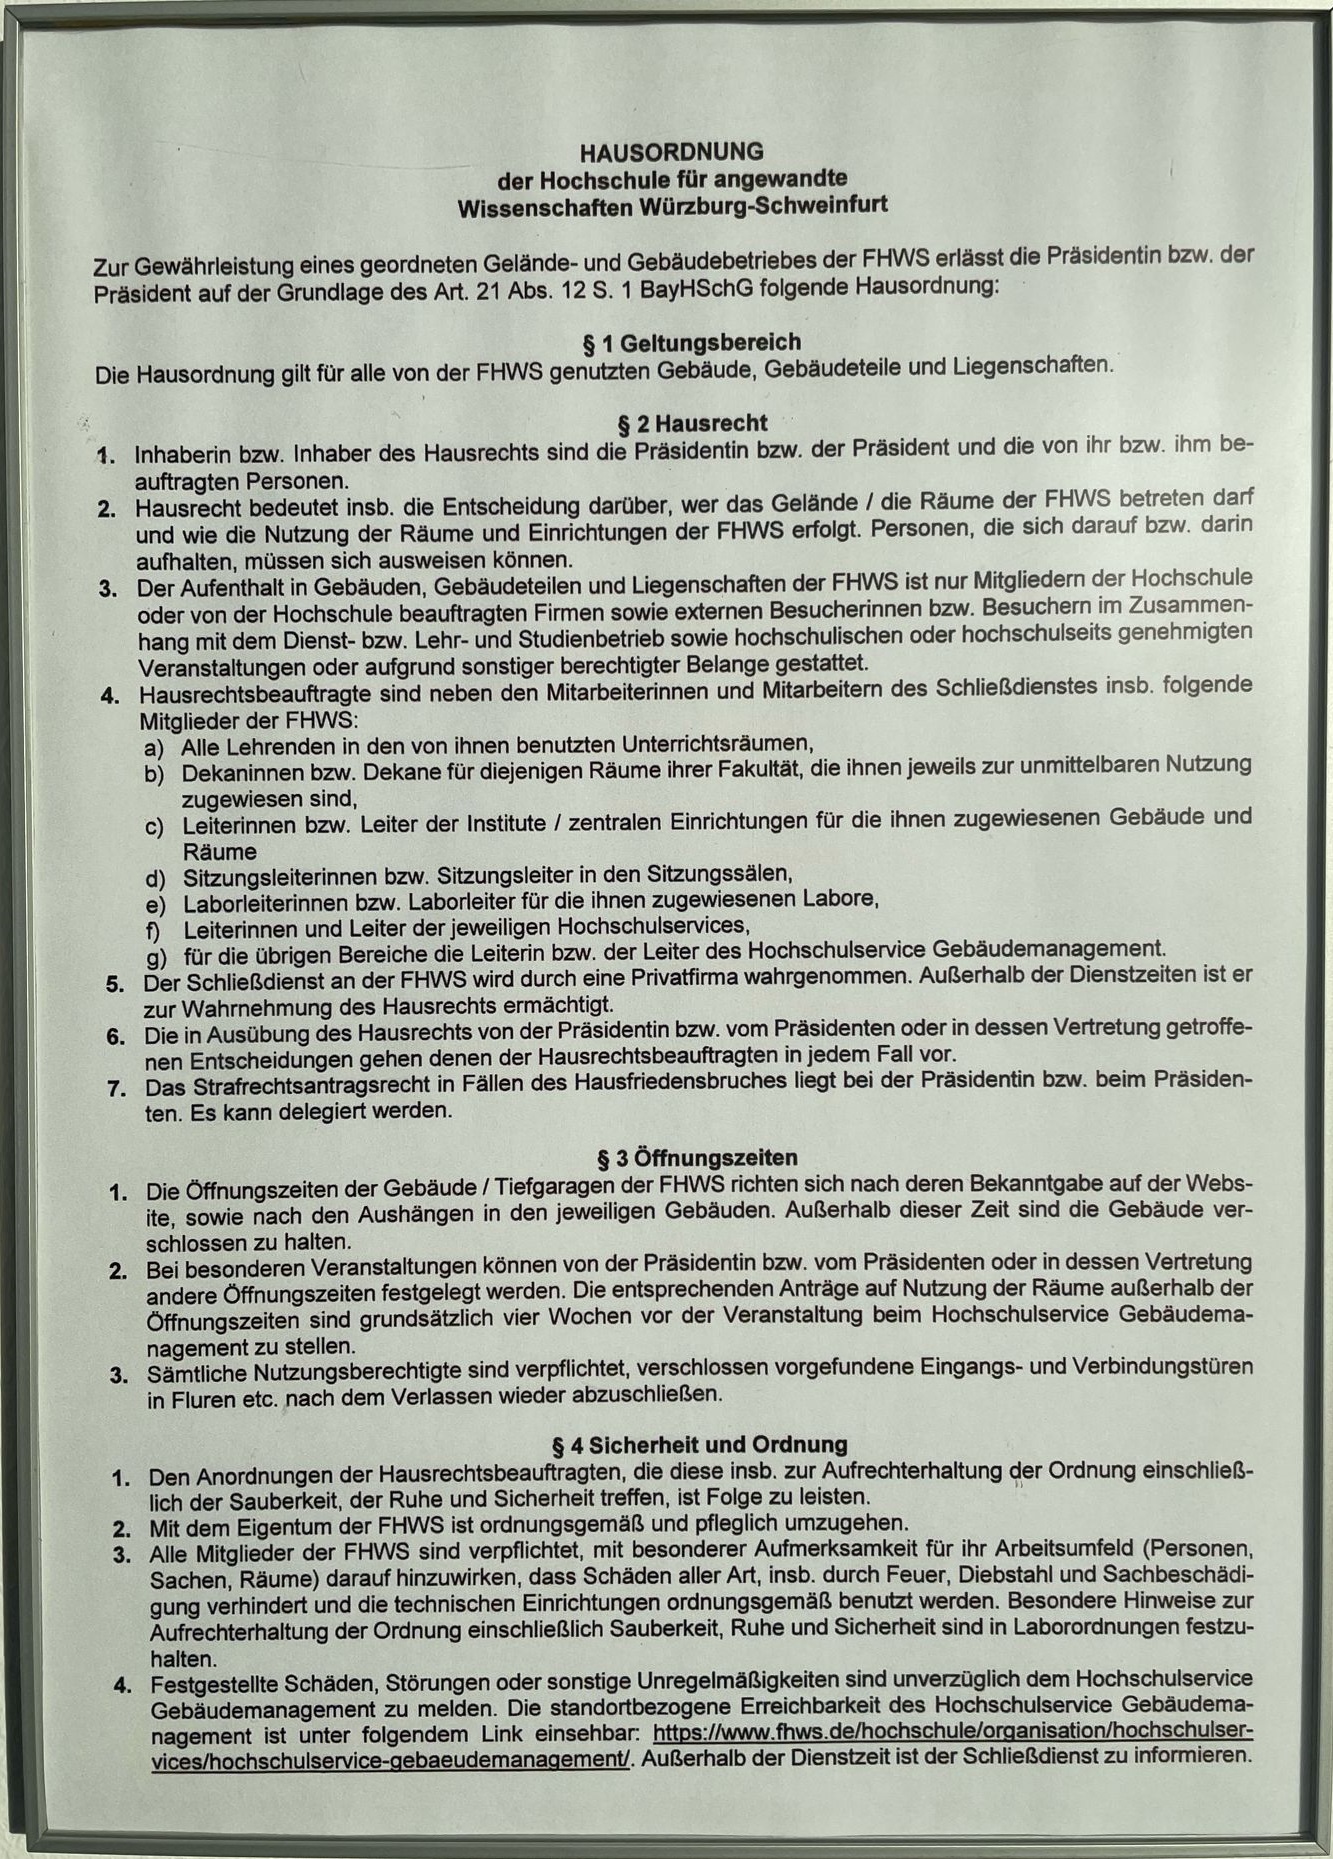 HAUSORDNUNG
der Hochschule für angewandte
Wissenschaften Würzburg-Schweinfurt
Zur Gewährleistung eines geordneten Gelände- und Gebäudebetriebes der FHWS erlässt die Präsidentin bzw. der
Präsident auf der Grundlage des Art. 21 Abs. 12 S. 1 BayHSchG folgende Hausordnung:
§ 1 Geltungsbereich
Die Hausordnung gilt für alle von der FHWS genutzten Gebäude, Gebäudeteile und Liegenschaften.
§ 2 Hausrecht
1. Inhaberin bzw. Inhaber des Hausrechts sind die Präsidentin bzw. der Präsident und die von ihr bzw. ihm be-
auftragten Personen.
2. Hausrecht bedeutet insb. die Entscheidung darüber, wer das Gelände / die Räume der FHWS betreten darf
und wie die Nutzung der Räume und Einrichtungen der FHWS erfolgt. Personen, die sich darauf bzw. darin
aufhalten, müssen sich ausweisen können.
3. Der Aufenthalt in Gebäuden, Gebäudeteilen und Liegenschaften der FHWS ist nur Mitgliedern der Hochschule
oder von der Hochschule beauftragten Firmen sowie externen Besucherinnen bzw. Besuchern im Zusammen-
hang mit dem Dienst- bzw. Lehr- und Studienbetrieb sowie hochschulischen oder hochschulseits genehmigten
Veranstaltungen oder aufgrund sonstiger berechtigter Belange gestattet.
4. Hausrechtsbeauftragte sind neben den Mitarbeiterinnen und Mitarbeitern des Schließdienstes insb. folgende
Mitglieder der FHWS:
a) Alle Lehrenden in den von ihnen benutzten Unterrichtsräumen,
b) Dekaninnen bzw. Dekane für diejenigen Räume ihrer Fakultät, die ihnen jeweils zur unmittelbaren Nutzung
zugewiesen sind,
c) Leiterinnen bzw. Leiter der Institute / zentralen Einrichtungen für die ihnen zugewiesenen Gebäude und
Räume
d) Sitzungsleiterinnen bzw. Sitzungsleiter in den Sitzungssälen,
e) Laborleiterinnen bzw. Laborleiter für die ihnen zugewiesenen Labore,
f) Leiterinnen und Leiter der jeweiligen Hochschulservices,
g) für die übrigen Bereiche die Leiterin bzw. der Leiter des Hochschulservice Gebäudemanagement.
5. Der Schließdienst an der FHWS wird durch eine Privatfirma wahrgenommen. Außerhalb der Dienstzeiten ist er
zur Wahrnehmung des Hausrechts ermächtigt.
6. Die in Ausübung des Hausrechts von der Präsidentin bzw. vom Präsidenten oder in dessen Vertretung getroffe-
nen Entscheidungen gehen denen der Hausrechtsbeauftragten in jedem Fall vor.
7. Das Strafrechtsantragsrecht in Fällen des Hausfriedensbruches liegt bei der Präsidentin bzw. beim Präsiden-
ten. Es kann delegiert werden.
§ 3 Öffnungszeiten
1. Die Öffnungszeiten der Gebäude / Tiefgaragen der FHWS richten sich nach deren Bekanntgabe auf der Webs-
ite, sowie nach den Aushängen in den jeweiligen Gebäuden. Außerhalb dieser Zeit sind die Gebäude ver-
schlossen zu halten.
2. Bei besonderen Veranstaltungen können von der Präsidentin bzw. vom Präsidenten oder in dessen Vertretung
andere Öffnungszeiten festgelegt werden. Die entsprechenden Anträge auf Nutzung der Räume außerhalb der
Öffnungszeiten sind grundsätzlich vier Wochen vor der Veranstaltung beim Hochschulservice Gebäudema-
nagement zu stellen.
3. Sämtliche Nutzungsberechtigte sind verpflichtet, verschlossen vorgefundene Eingangs- und Verbindungstüren
in Fluren etc. nach dem Verlassen wieder abzuschließen.
§ 4 Sicherheit und Ordnung
1. Den Anordnungen der Hausrechtsbeauftragten, die diese insb. zur Aufrechterhaltung der Ordnung einschließ-
lich der Sauberkeit, der Ruhe und Sicherheit treffen, ist Folge zu leisten.
2. Mit dem Eigentum der FHWS ist ordnungsgemäß und pfleglich umzugehen.
3. Alle Mitglieder der FHWS sind verpflichtet, mit besonderer Aufmerksamkeit für ihr Arbeitsumfeld (Personen,
Sachen, Räume) darauf hinzuwirken, dass Schäden aller Art, insb. durch Feuer, Diebstahl und Sachbeschädi-
gung verhindert und die technischen Einrichtungen ordnungsgemäß benutzt werden. Besondere Hinweise zur
Aufrechterhaltung der Ordnung einschließlich Sauberkeit, Ruhe und Sicherheit sind in Laborordnungen festzu-
halten.
4. Festgestellte Schäden, Störungen oder sonstige Unregelmäßigkeiten sind unverzüglich dem Hochschulservice
Gebäudemanagement zu melden. Die standortbezogene Erreichbarkeit des Hochschulservice Gebäudema-
nagement ist unter folgendem Link einsehbar: https://www.fhws.de/hochschule/organisation/hochschulser-
vices/hochschulservice-gebaeudemanagement/. Außerhalb der Dienstzeit ist der Schließdienst zu informieren.